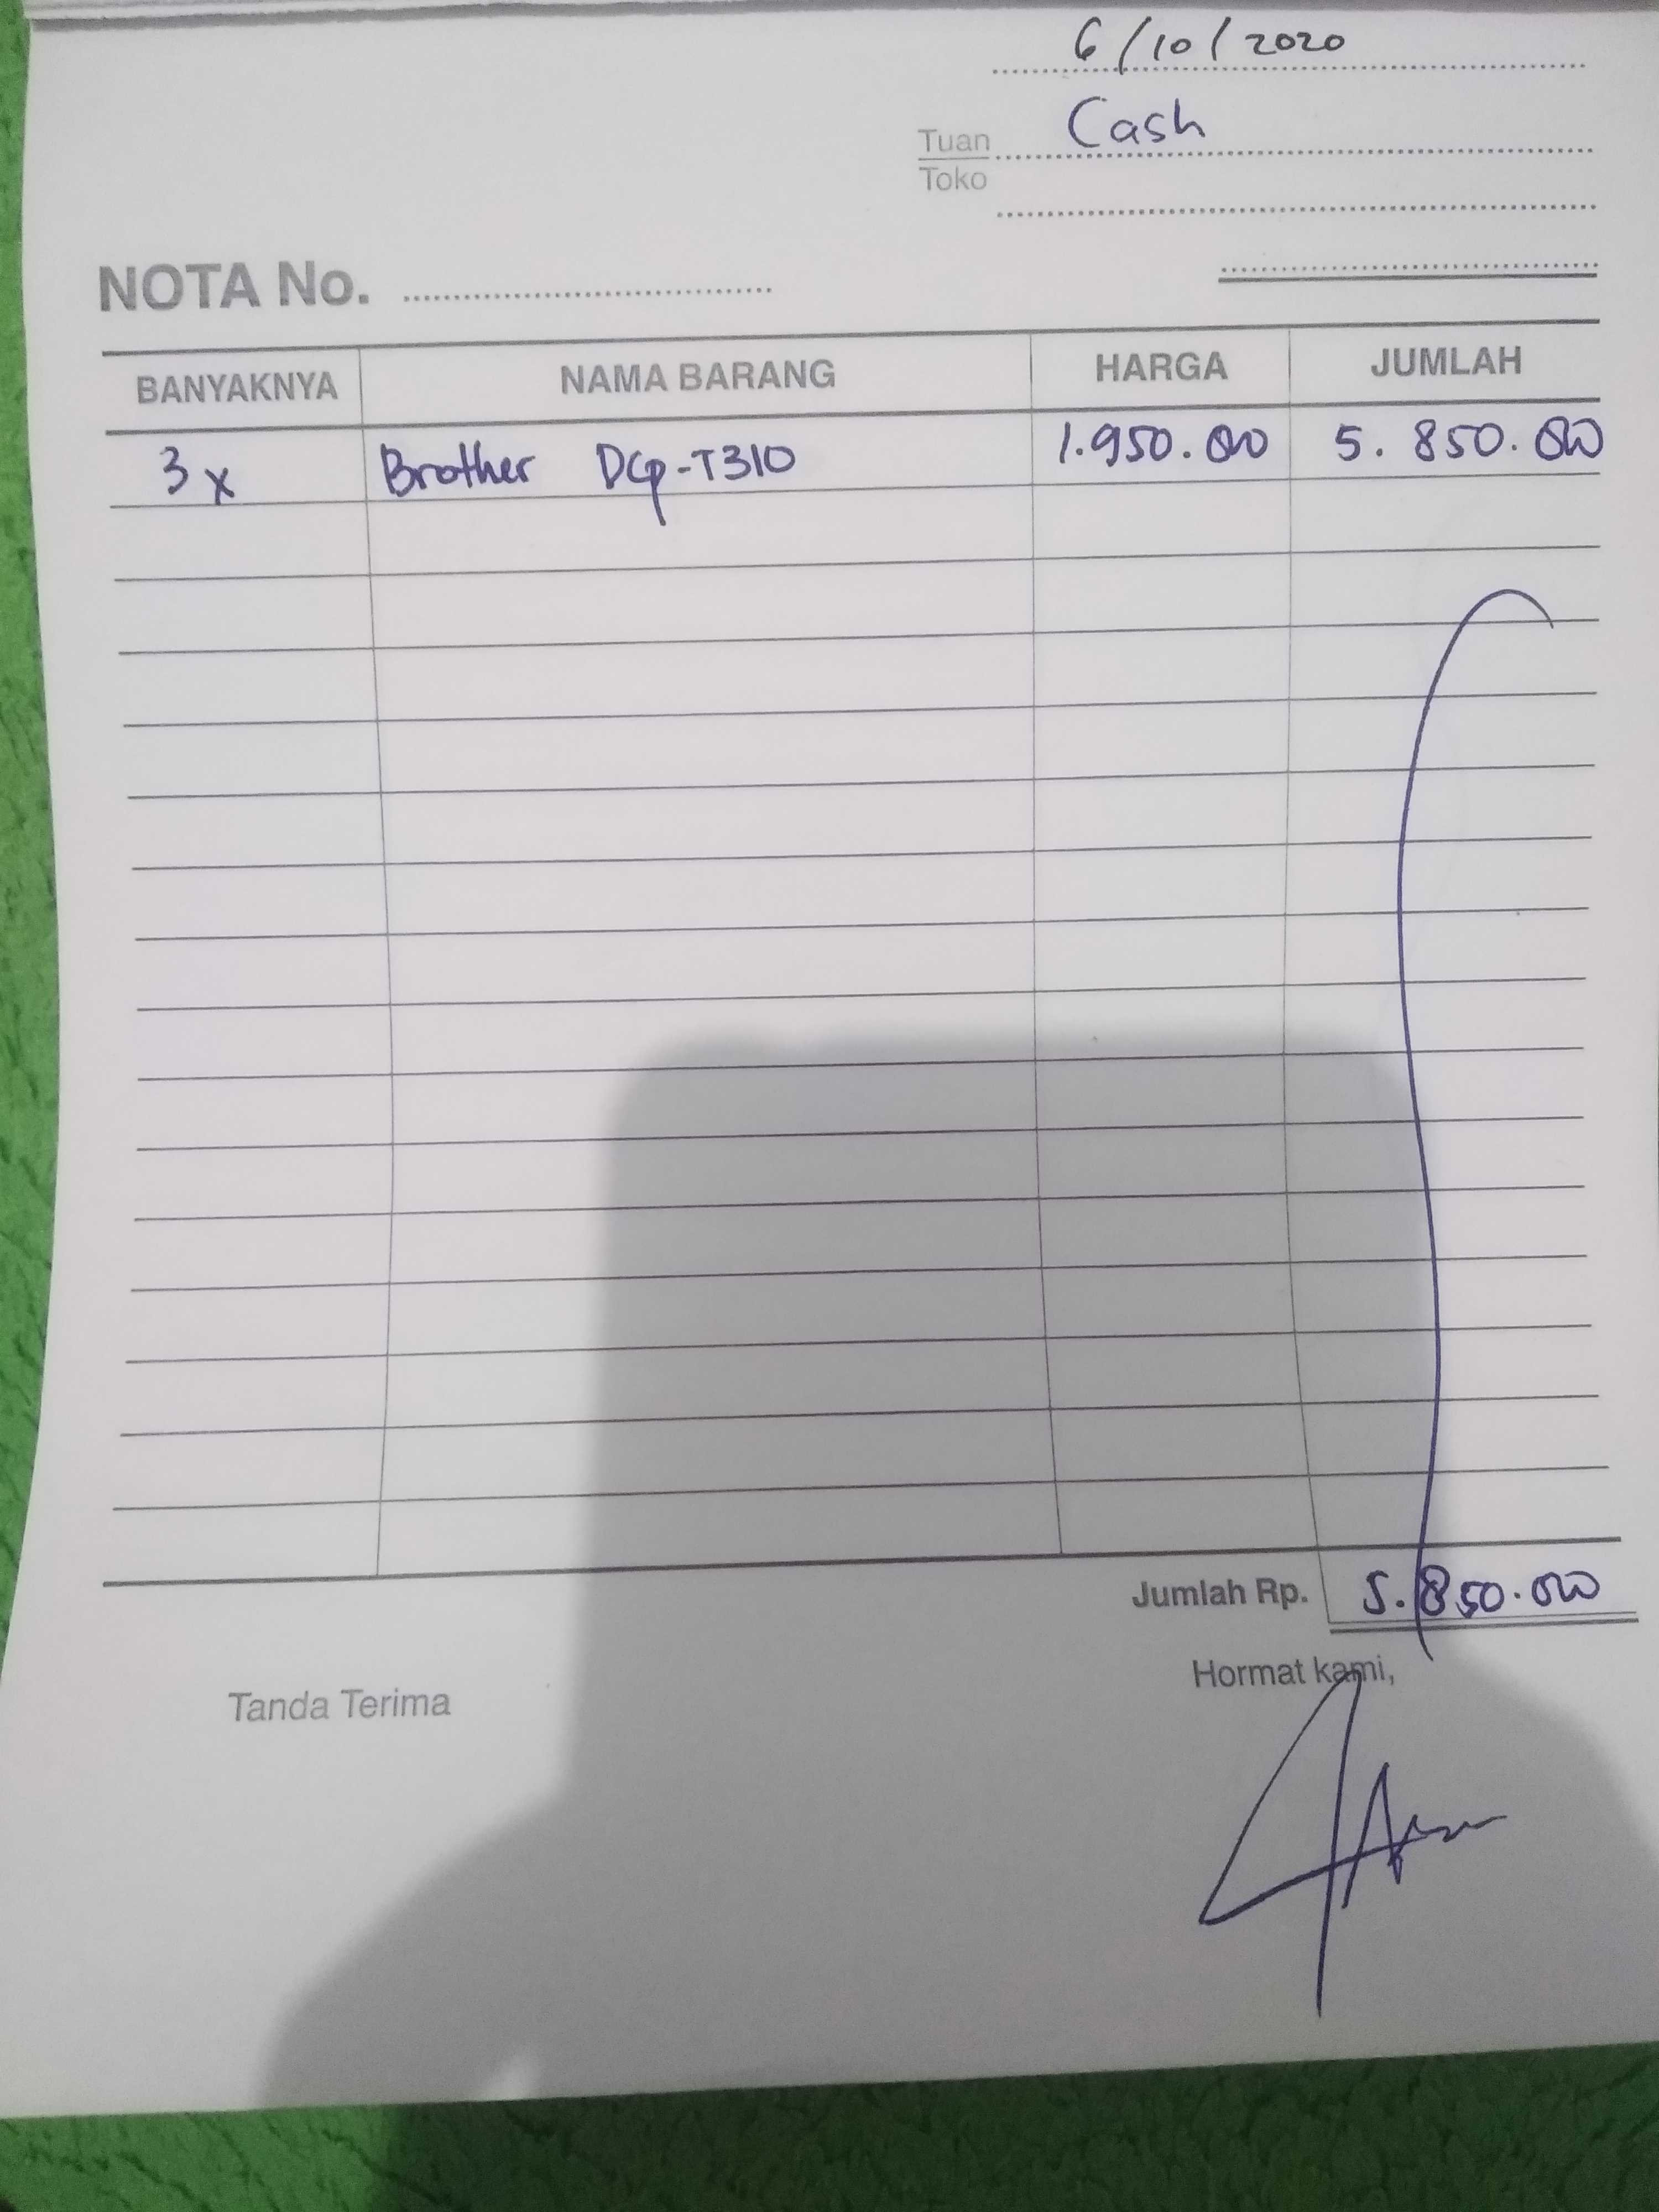 6/10/2020
Tuan Cash
Toko
NOTA No.
BANYAKNYA NAMA BARANG HARGA JUMLAH
3x Brother Dcp-T310 1.950.000 5.850.000
Jumlah Rp. 5.850.000
Tanda Terima Hormat kami,